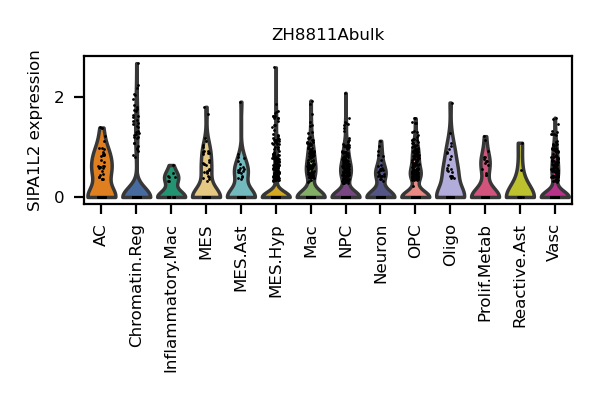 ZH8811Abulk
SIPA1L2 expression
2
0
AC
Chromatin.Reg
Inflammatory.Mac
MES
MES.Ast
MES.Hyp
Mac
NPC
Neuron
OPC
Oligo
Prolif.Metab
Reactive.Ast
Vasc